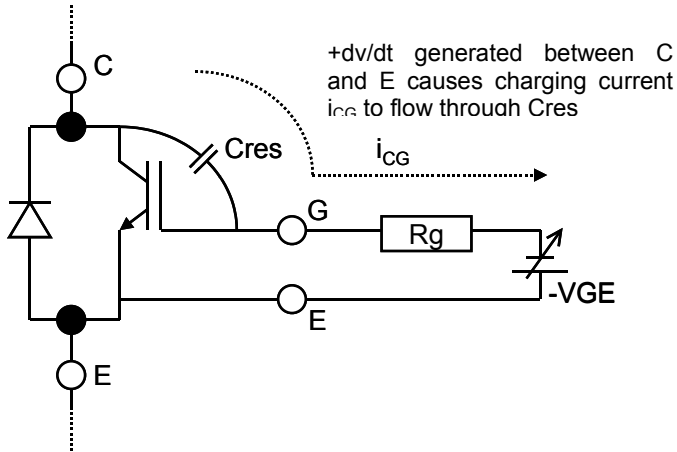 C
+dv/dt generated between C
and E causes charging current
iCG to flow through Cres
Cres
iCG
G
Rg
-VGE
E
E